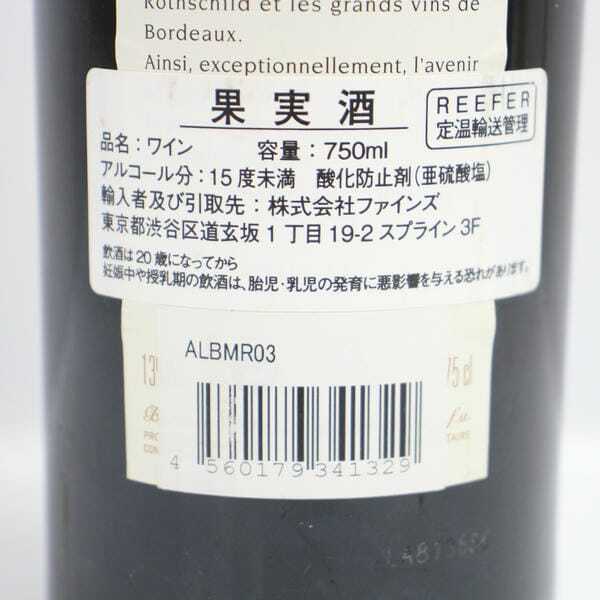 Rothschild et les grands vins de
Bordeaux.
Ainsi, exceptionnellement, l'avenir
果実酒
REEFER
定温輸送管理
品名：ワイン 容量：750ml
アルコール分：15度未満 酸化防止剤（亜硫酸塩）
輸入者及び引取先：株式会社ファインズ
東京都渋谷区道玄坂1丁目19-2 スプライン3F
飲酒は20歳になってから
妊娠中や授乳期の飲酒は、胎児・乳児の発育に悪影響を与える恐れがあります。
ALBMR03
75 cl
4 560179 341329